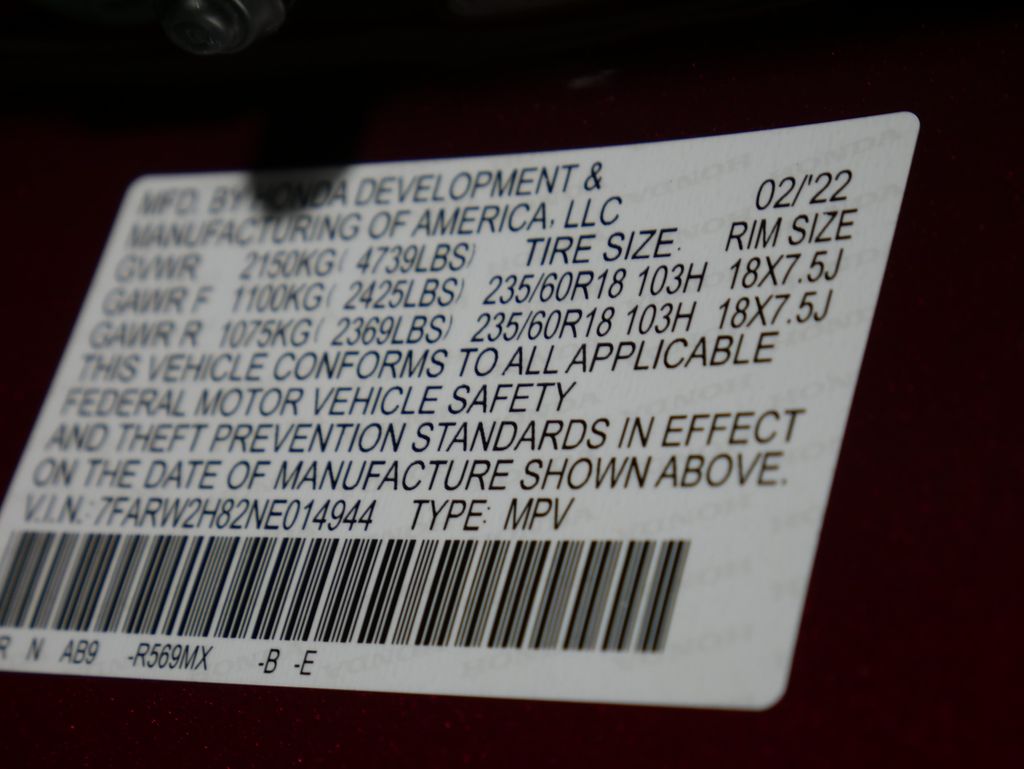 MFD. BY HONDA DEVELOPMENT &
MANUFACTURING OF AMERICA, LLC 02/'22
GVWR 2150KG( 4739LBS) TIRE SIZE RIM SIZE
GAWR F 1100KG( 2425LBS) 235/60R18 103H 18X7.5J
GAWR R 1075KG( 2369LBS) 235/60R18 103H 18X7.5J
THIS VEHICLE CONFORMS TO ALL APPLICABLE
FEDERAL MOTOR VEHICLE SAFETY
AND THEFT PREVENTION STANDARDS IN EFFECT
ON THE DATE OF MANUFACTURE SHOWN ABOVE.
V.I.N.: 7FARW2H82NE014944 TYPE: MPV
R N AB9 -R569MX -B -E